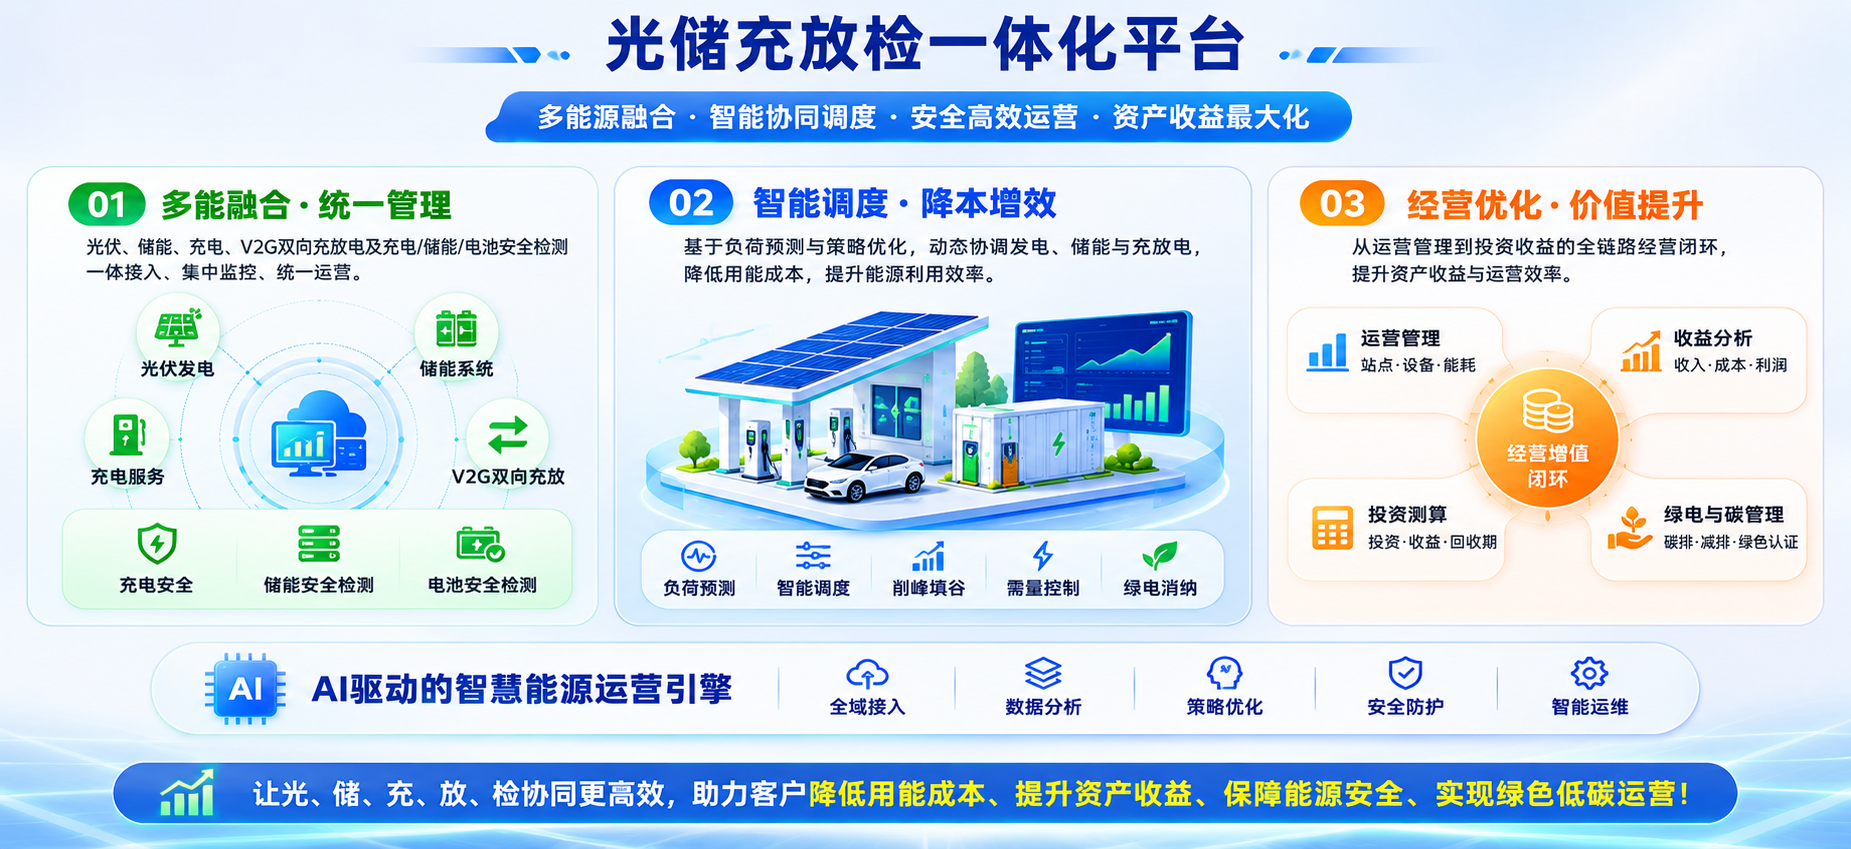 光储充放检一体化平台
多能源融合 · 智能协同调度 · 安全高效运营 · 资产收益最大化
01 多能融合·统一管理
光伏、储能、充电、V2G双向充放电及充电/储能/电池安全检测
一体接入、集中监控、统一运营。
光伏发电
储能系统
充电服务
V2G双向充放
充电安全
储能安全检测
电池安全检测
02 智能调度·降本增效
基于负荷预测与策略优化，动态协调发电、储能与充放电，
降低用能成本，提升能源利用效率。
负荷预测
智能调度
削峰填谷
需量控制
绿电消纳
03 经营优化·价值提升
从运营管理到投资收益的全链路经营闭环，
提升资产收益与运营效率。
运营管理
站点·设备·能耗
收益分析
收入·成本·利润
经营增值
闭环
投资测算
投资·收益·回收期
绿电与碳管理
碳排·减排·绿色认证
AI
AI驱动的智慧能源运营引擎
全域接入
数据分析
策略优化
安全防护
智能运维
让光、储、充、放、检协同更高效，助力客户降低用能成本、提升资产收益、保障能源安全、实现绿色低碳运营！